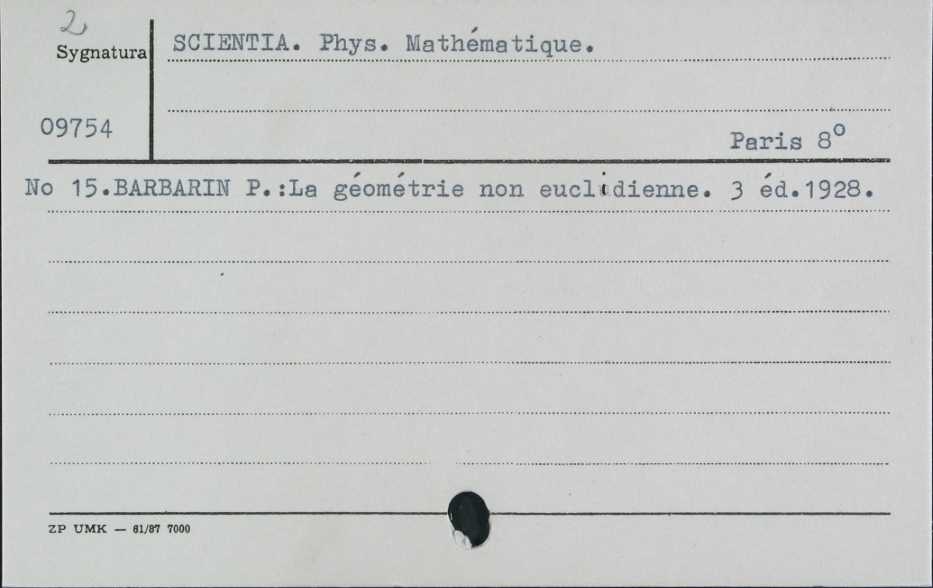 2
Sygnatura
SCIENTIA. Phys. Mathématique.
09754
Paris 8°
No 15.BARBARIN P.:La géométrie non euclidienne. 3 éd.1928.
ZP UMK — 61/87 7000